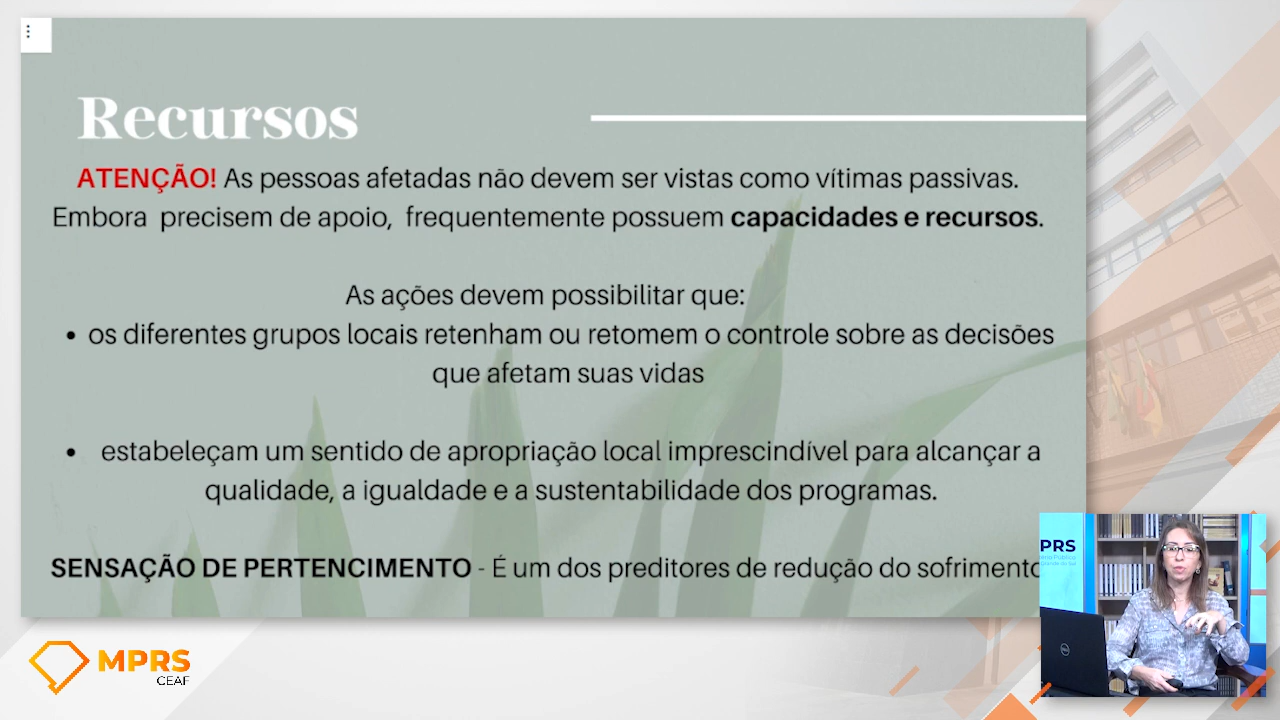 Recursos
ATENÇÃO! As pessoas afetadas não devem ser vistas como vítimas passivas.
Embora precisem de apoio, frequentemente possuem capacidades e recursos.
As ações devem possibilitar que:
• os diferentes grupos locais retenham ou retomem o controle sobre as decisões
que afetam suas vidas
• estabeleçam um sentido de apropriação local imprescindível para alcançar a
qualidade, a igualdade e a sustentabilidade dos programas.
SENSAÇÃO DE PERTENCIMENTO - É um dos preditores de redução do sofrimento
PRS
MPRS
CEAF